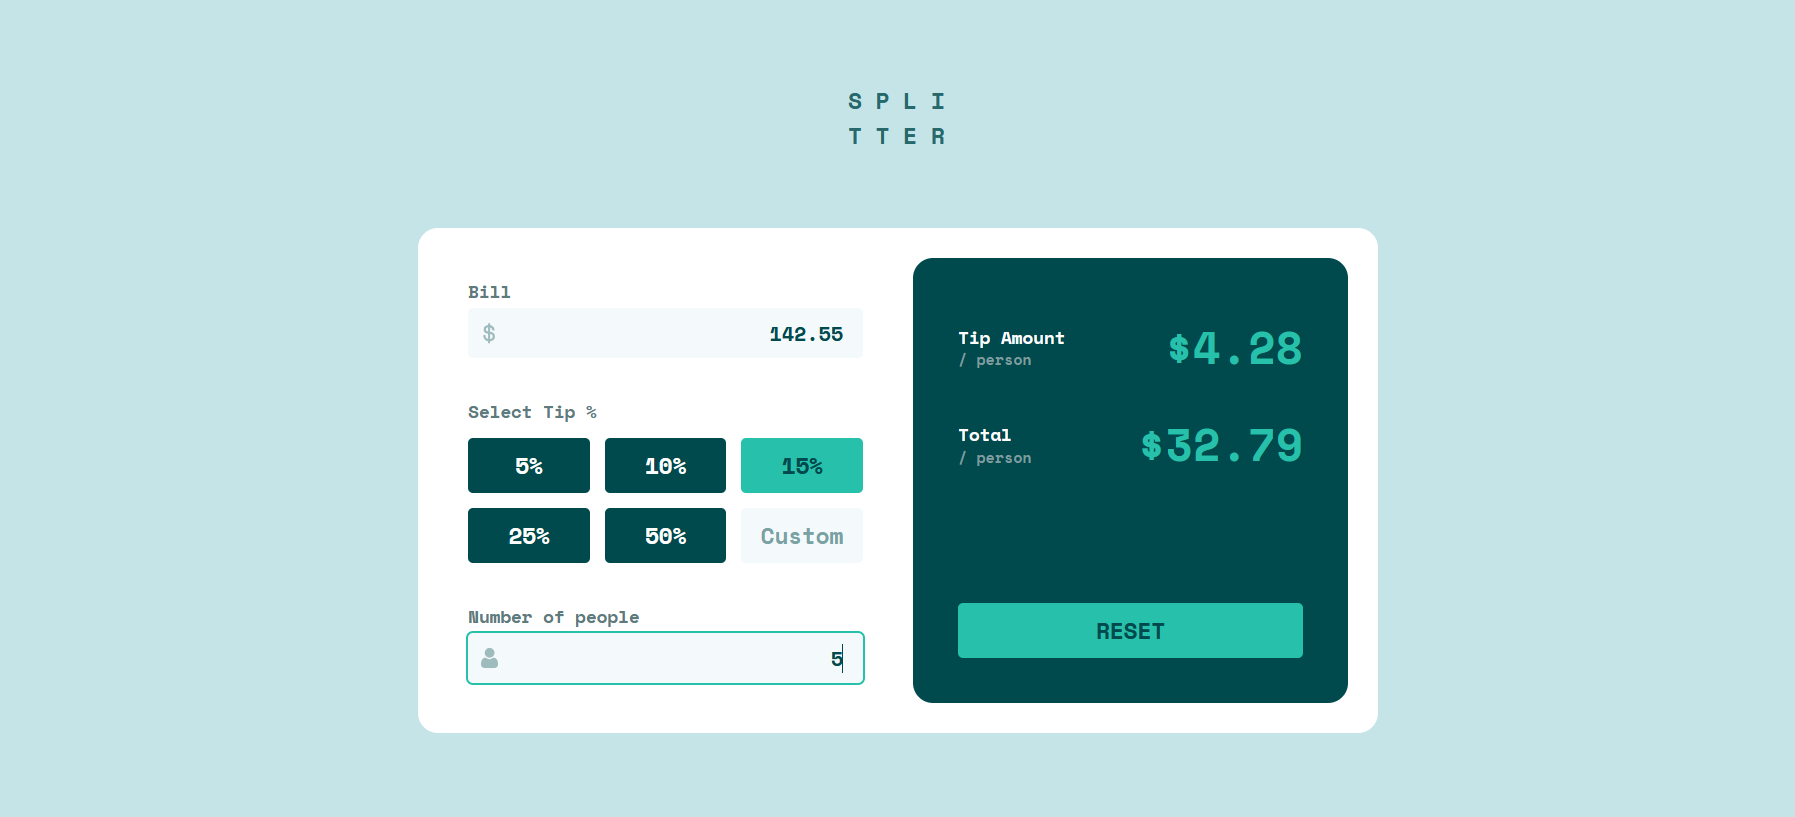 S P L I
T T E R
Bill
$ 142.55
Select Tip %
5% 10% 15%
25% 50% Custom
Number of people
5
Tip Amount
/ person
$4.28
Total
/ person
$32.79
RESET